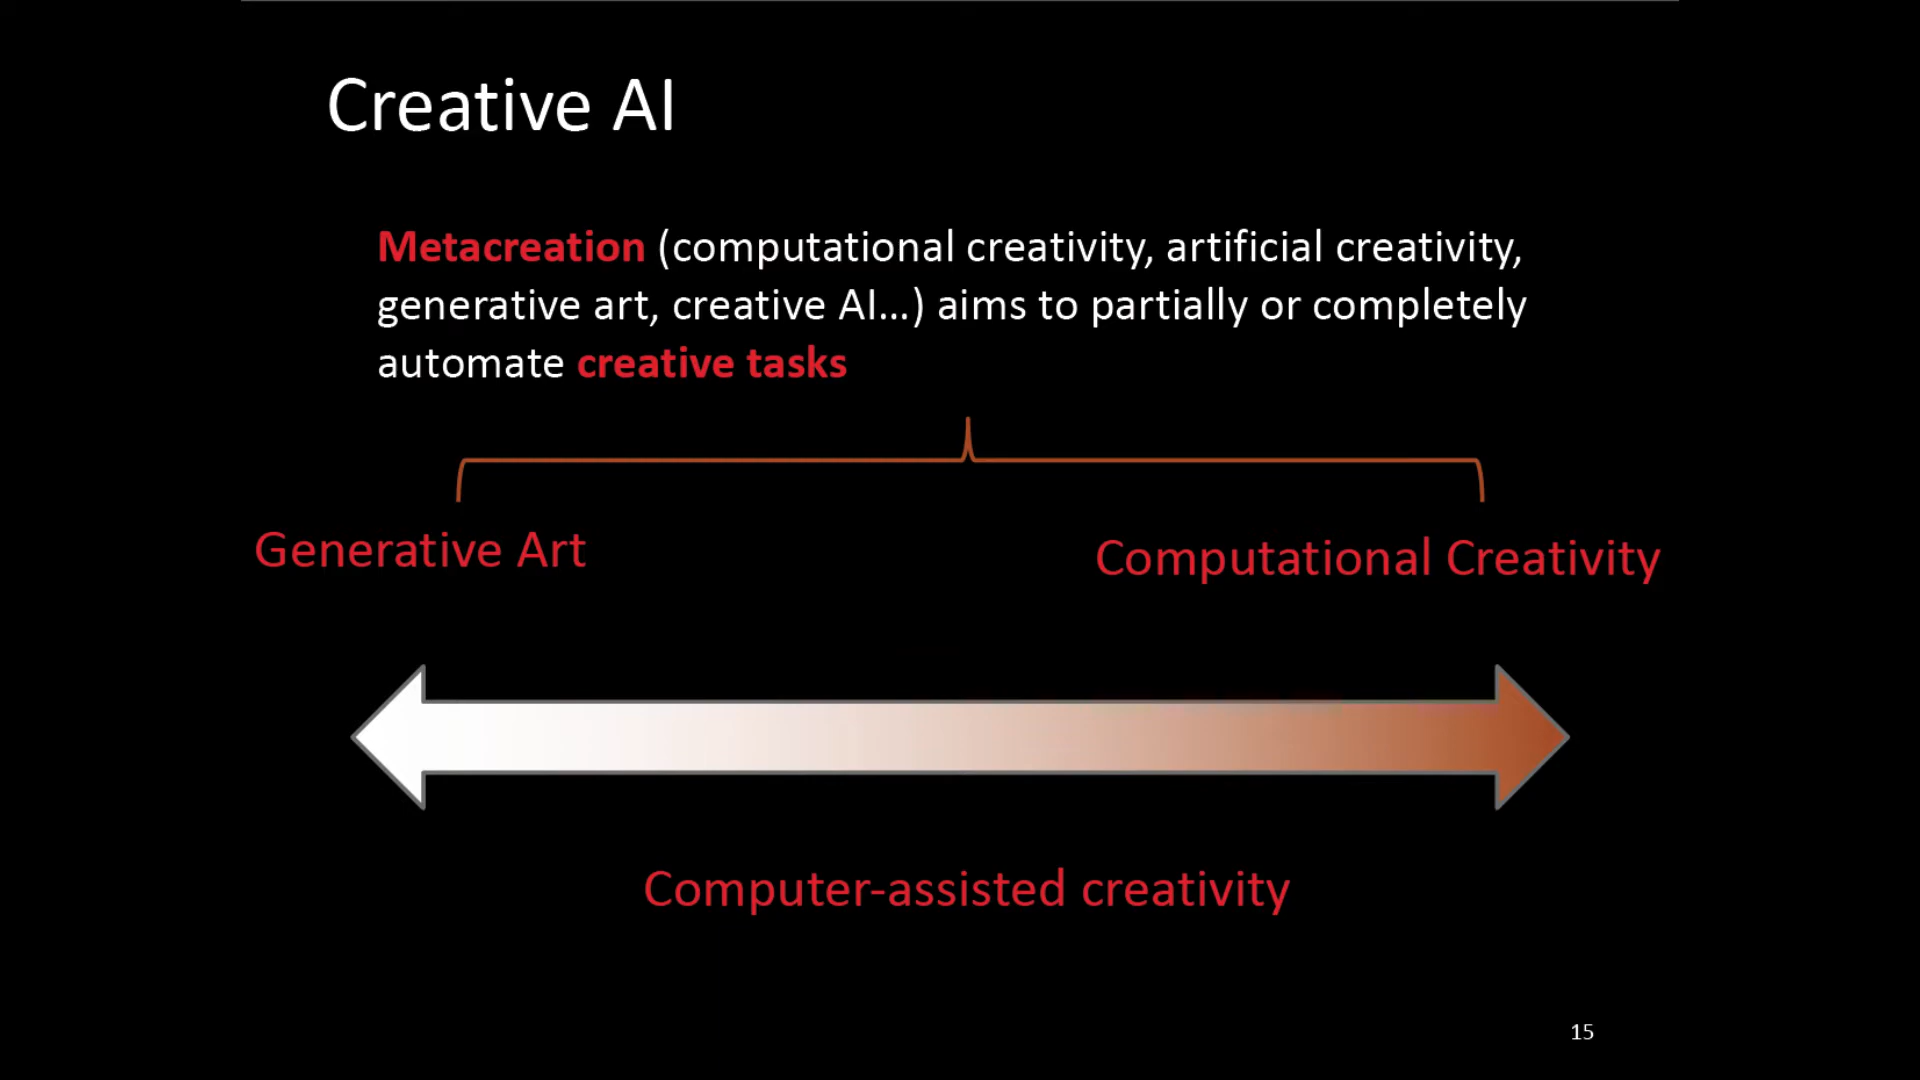 Creative AI
Metacreation (computational creativity, artificial creativity,
generative art, creative AI...) aims to partially or completely
automate creative tasks
Generative Art
Computational Creativity
Computer-assisted creativity
15